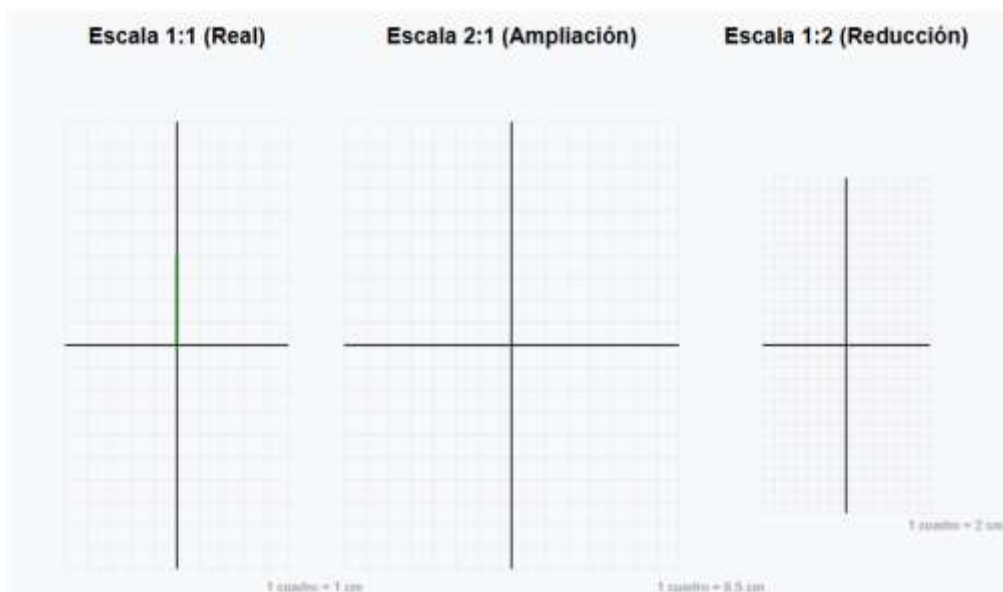 Escala 1:1 (Real)
Escala 2:1 (Ampliación)
Escala 1:2 (Reducción)
1 cuadro = 2 cm
1 cuadro = 1 cm
1 cuadro = 0.5 cm